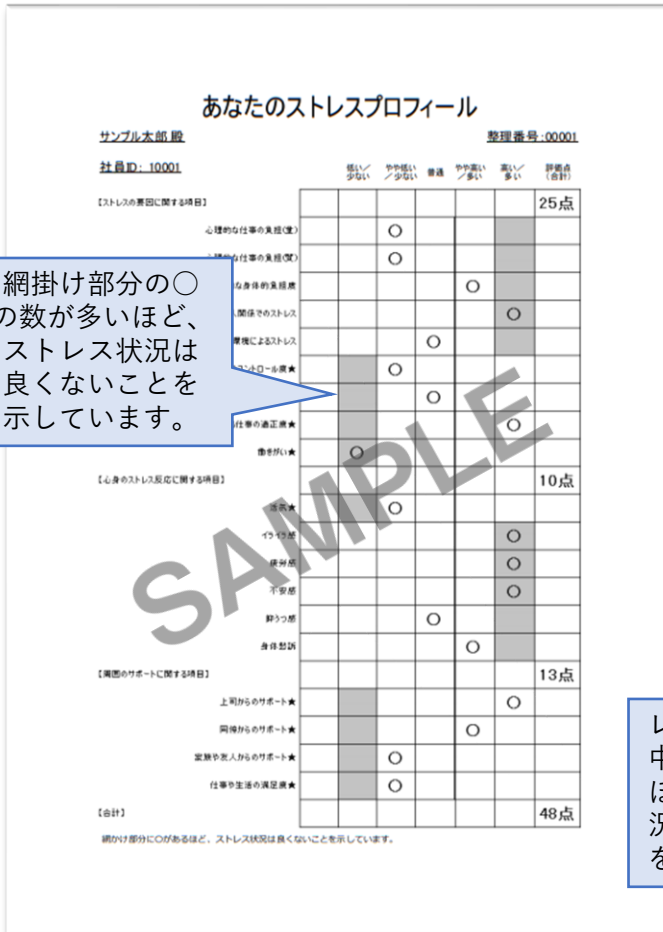 あなたのストレスプロフィール
サンプル太郎 殿
整理番号:00001
社員ID: 10001
低い／少ない
やや低い／少ない
普通
やや高い／多い
高い／多い
評価点（合計）
【ストレスの要因に関する項目】
25点
心理的な仕事の負担(量)
心理的な仕事の負担(質)
な身体的負担度
人関係でのストレス
環境によるストレス
コントロール度★
仕事の適正度★
働きがい★
網掛け部分の○
の数が多いほど、
ストレス状況は
良くないことを
示しています。
【心身のストレス反応に関する項目】
10点
活気★
イライラ感
疲労感
不安感
抑うつ感
身体愁訴
SAMPLE
【周囲のサポートに関する項目】
13点
上司からのサポート★
同僚からのサポート★
家族や友人からのサポート★
仕事や生活の満足度★
【合計】
48点
網かけ部分に○があるほど、ストレス状況は良くないことを示しています。
レ
中
ほ
況
を